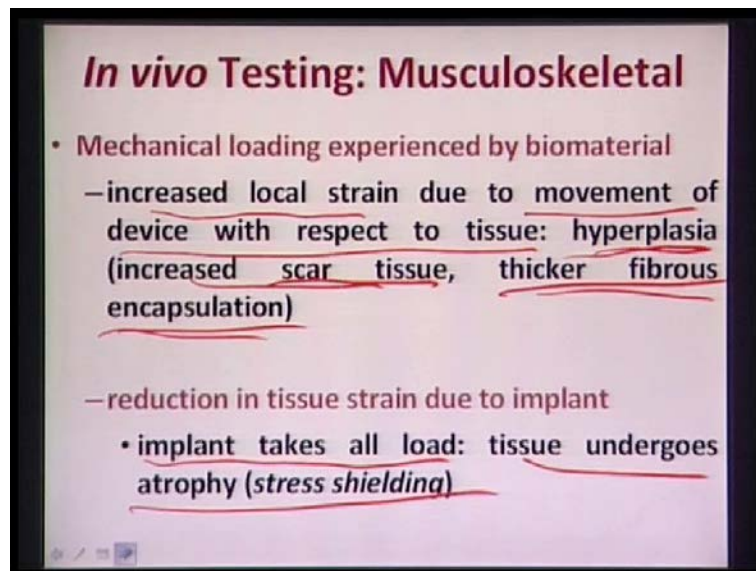 In vivo Testing: Musculoskeletal
• Mechanical loading experienced by biomaterial
–increased local strain due to movement of
device with respect to tissue: hyperplasia
(increased scar tissue, thicker fibrous
encapsulation)
–reduction in tissue strain due to implant
• implant takes all load: tissue undergoes
atrophy (stress shielding)